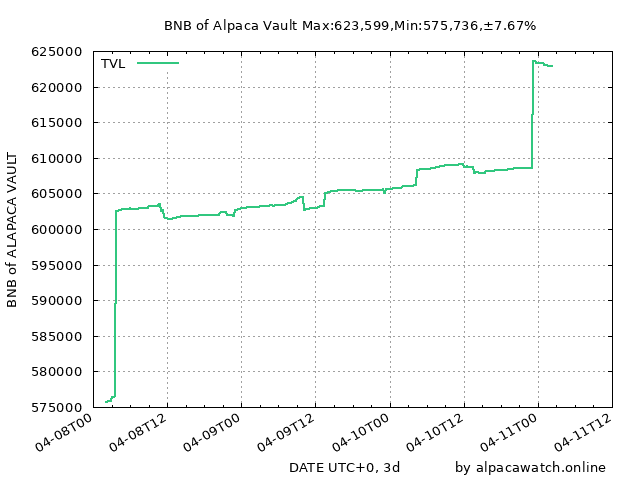 BNB of Alpaca Vault Max:623,599,Min:575,736,±7.67%
TVL
625000
620000
615000
610000
605000
600000
595000
590000
585000
580000
575000
BNB of ALAPACA VAULT
04-08T00
04-08T12
04-09T00
04-09T12
04-10T00
04-10T12
04-11T00
04-11T12
DATE UTC+0, 3d
by alpacawatch.online